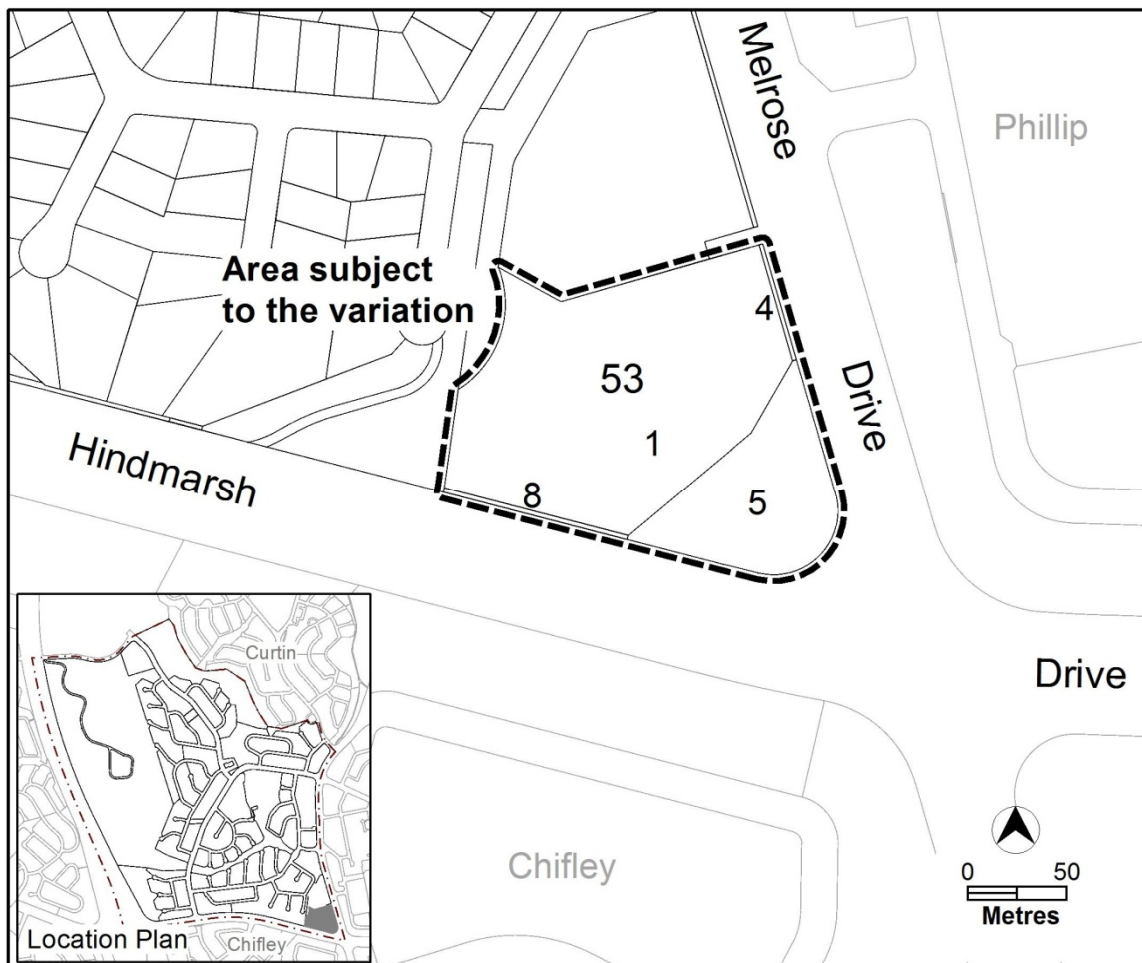 Melrose
Drive
Phillip
Area subject
to the variation
4
53
1
8
5
Hindmarsh
Drive
Curtin
Chifley
Location Plan
Chifley
0 50
Metres